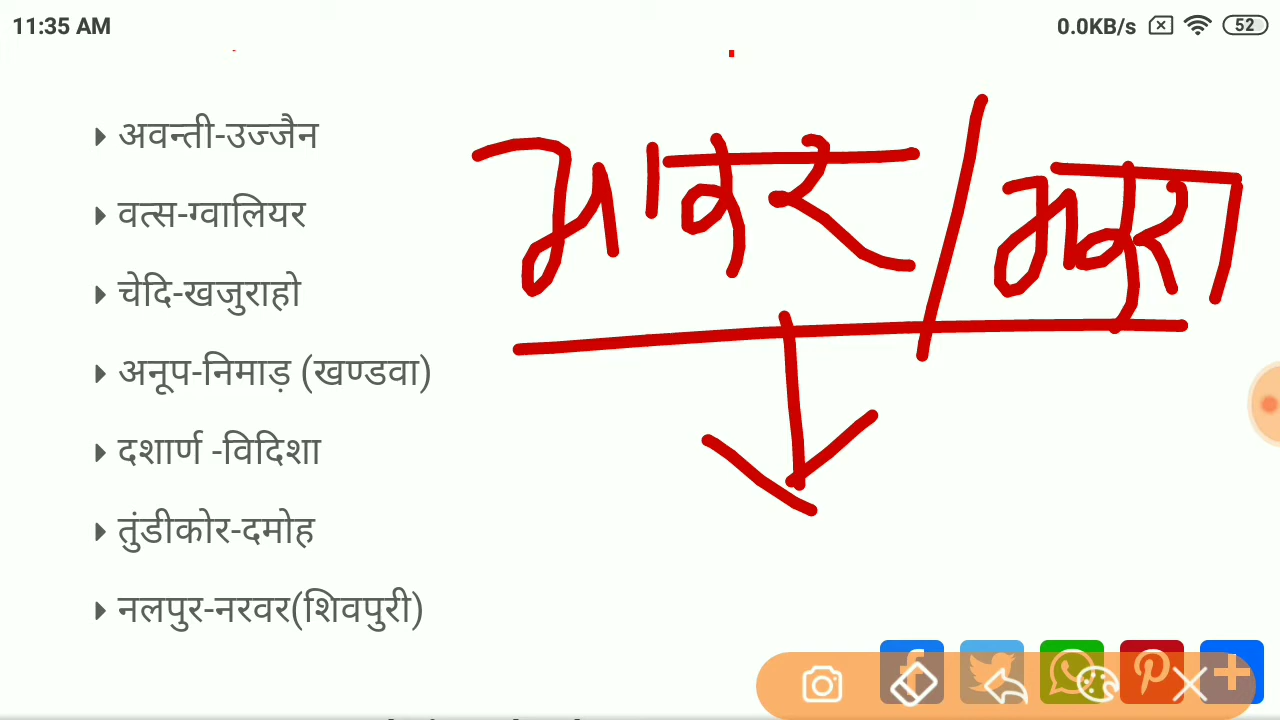 11:35 AM
0.0KB/s 52
अवन्ती-उज्जैन
वत्स-ग्वालियर
चेदि-खजुराहो
अनूप-निमाड़ (खण्डवा)
दशार्ण -विदिशा
तुंडीकोर-दमोह
नलपुर-नरवर(शिवपुरी)